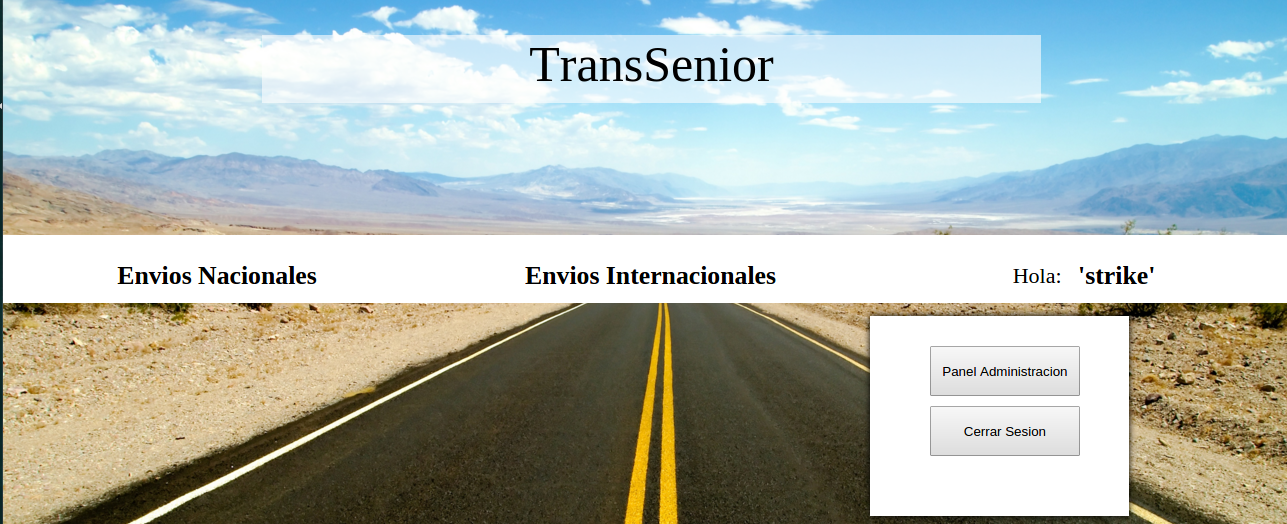 TransSenior
Envios Nacionales
Envios Internacionales
Hola: 'strike'
Panel Administracion
Cerrar Sesion